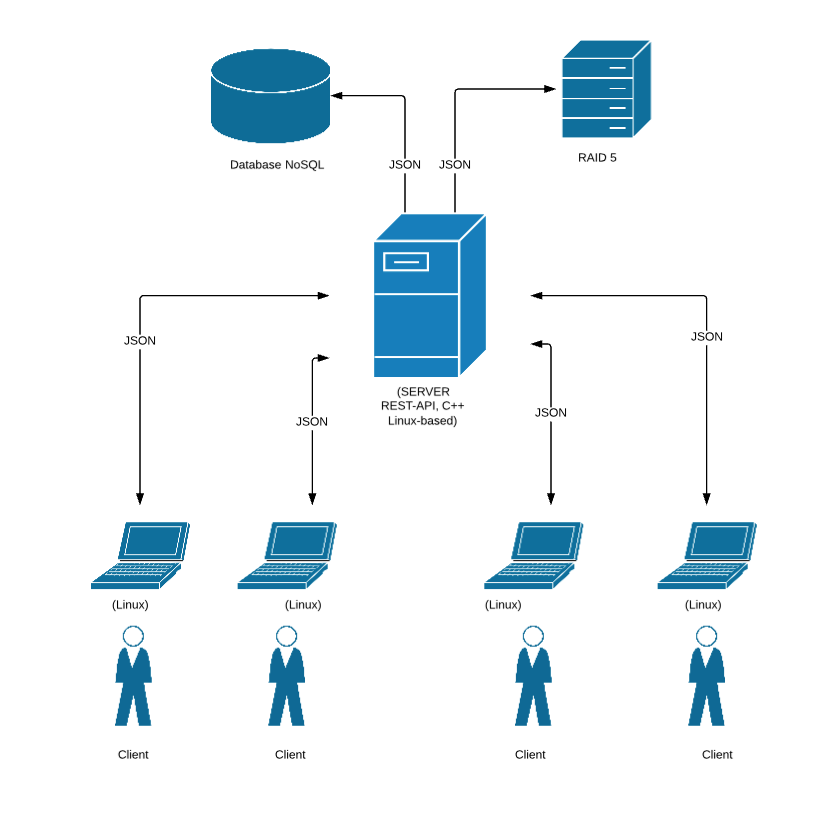 Database NoSQL
RAID 5
JSON
JSON
(SERVER
REST-API, C++
Linux-based)
JSON
JSON
JSON
JSON
(Linux)
(Linux)
(Linux)
(Linux)
Client
Client
Client
Client